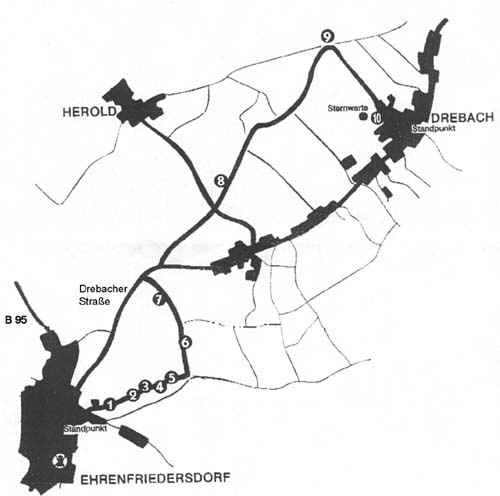 9
HEROLD
Sternwarte
10
DREBACH
Standpunkt
8
Drebacher
Straße
7
B 95
6
5
4
3
2
1
Standpunkt
EHRENFRIEDERSDORF